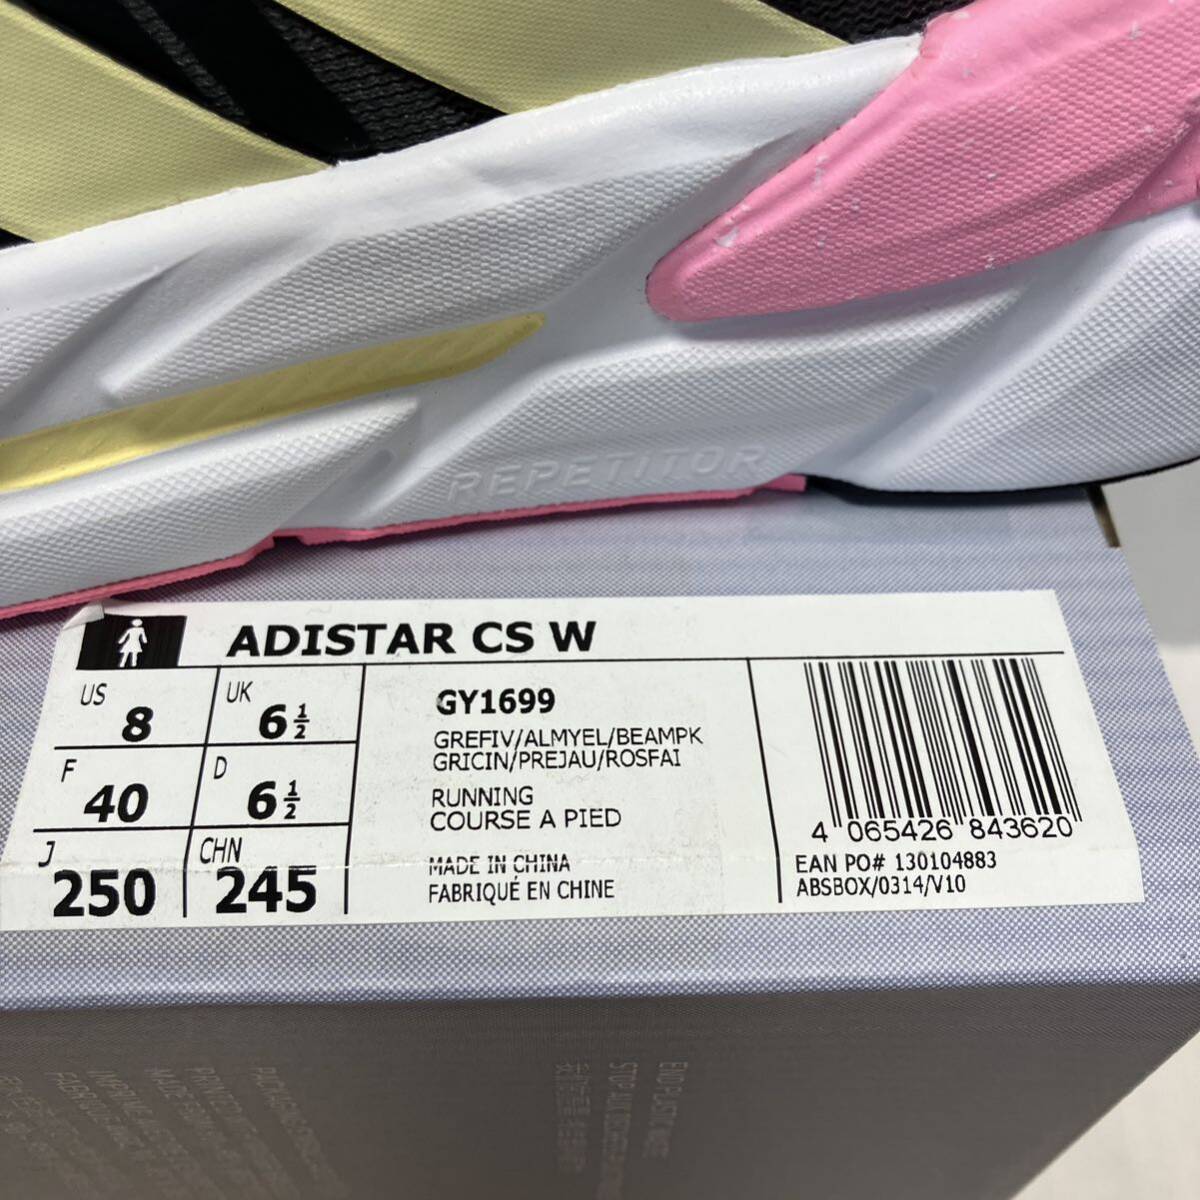 REPETITOR
ADISTAR CS W
US 8 UK 6½
F 40 D 6½
J 250 CHN 245
GY1699
GREFIV/ALMYEL/BEAMPK
GRICIN/PREJAU/ROSFAI
RUNNING
COURSE A PIED
MADE IN CHINA
FABRIQUÉ EN CHINE
4 065426 843620
EAN PO# 130104883
ABSBOX/0314/V10